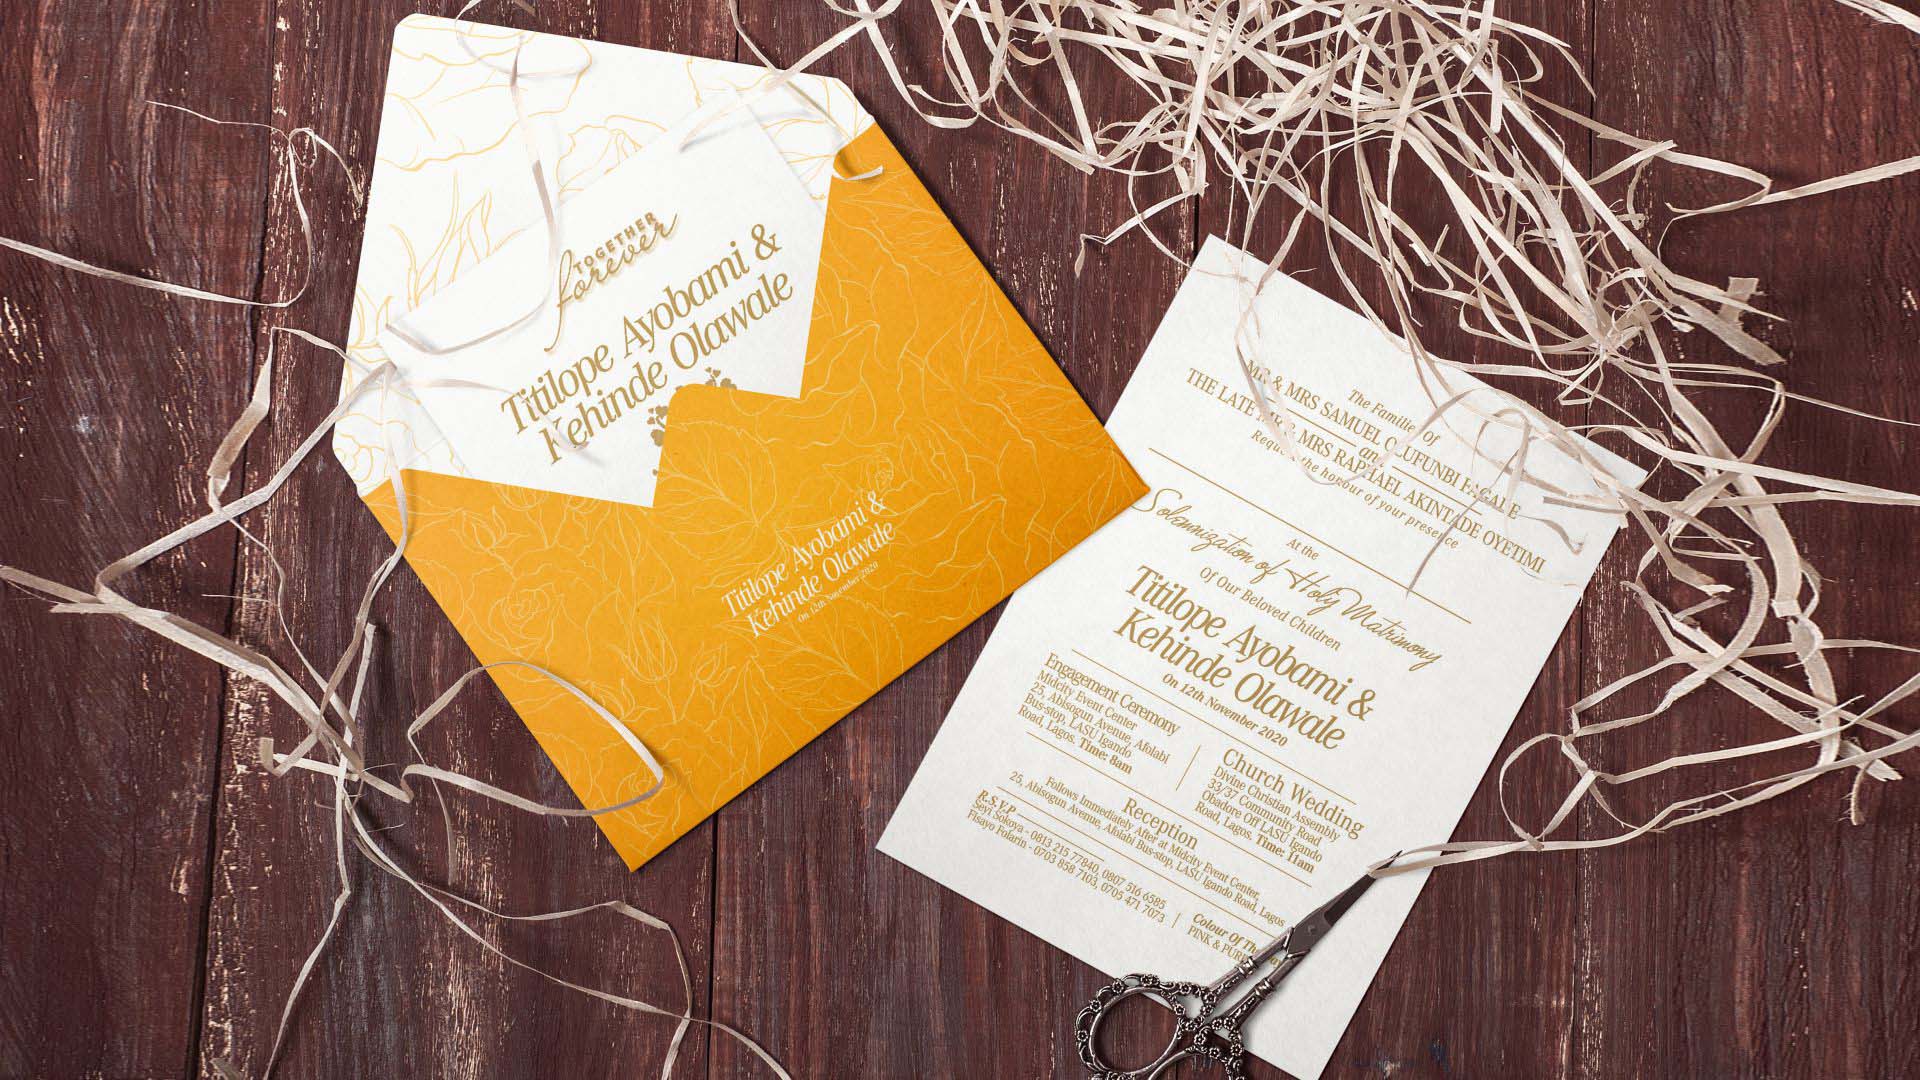 TOGETHER
forever
Titilope Ayobami &
Kehinde Olawale
Titilope Ayobami &
Kehinde Olawale
On 12th November 2020
The Families of
MR & MRS SAMUEL OLUFUNBI
and
THE LATE MR & MRS RAPHAEL AKINTADE OYETIMI
Request the honour of your presence
At the
Solemnization of Holy Matrimony
Of Our Beloved Children
Titilope Ayobami &
Kehinde Olawale
On 12th November 2020
Engagement Ceremony
Midcity Event Center,
25, Abisogun Avenue, Afolabi
Bus-stop, LASU Igando
Road, Lagos. Time: 8am
Church Wedding
Divine Christian Assembly
33/37 Community Road
Obadore Off LASU Igando
Road, Lagos. Time: 11am
Reception
Follows Immediately After at Midcity Event Center,
25, Abisogun Avenue, Afolabi Bus-stop, LASU Igando Road, Lagos
R.S.V.P
Seyi Sokoya - 0813 215 77840, 0807 516 6585
Fisayo Folarin - 0703 858 7103, 0705 471 7073
Colour Of The
PINK &